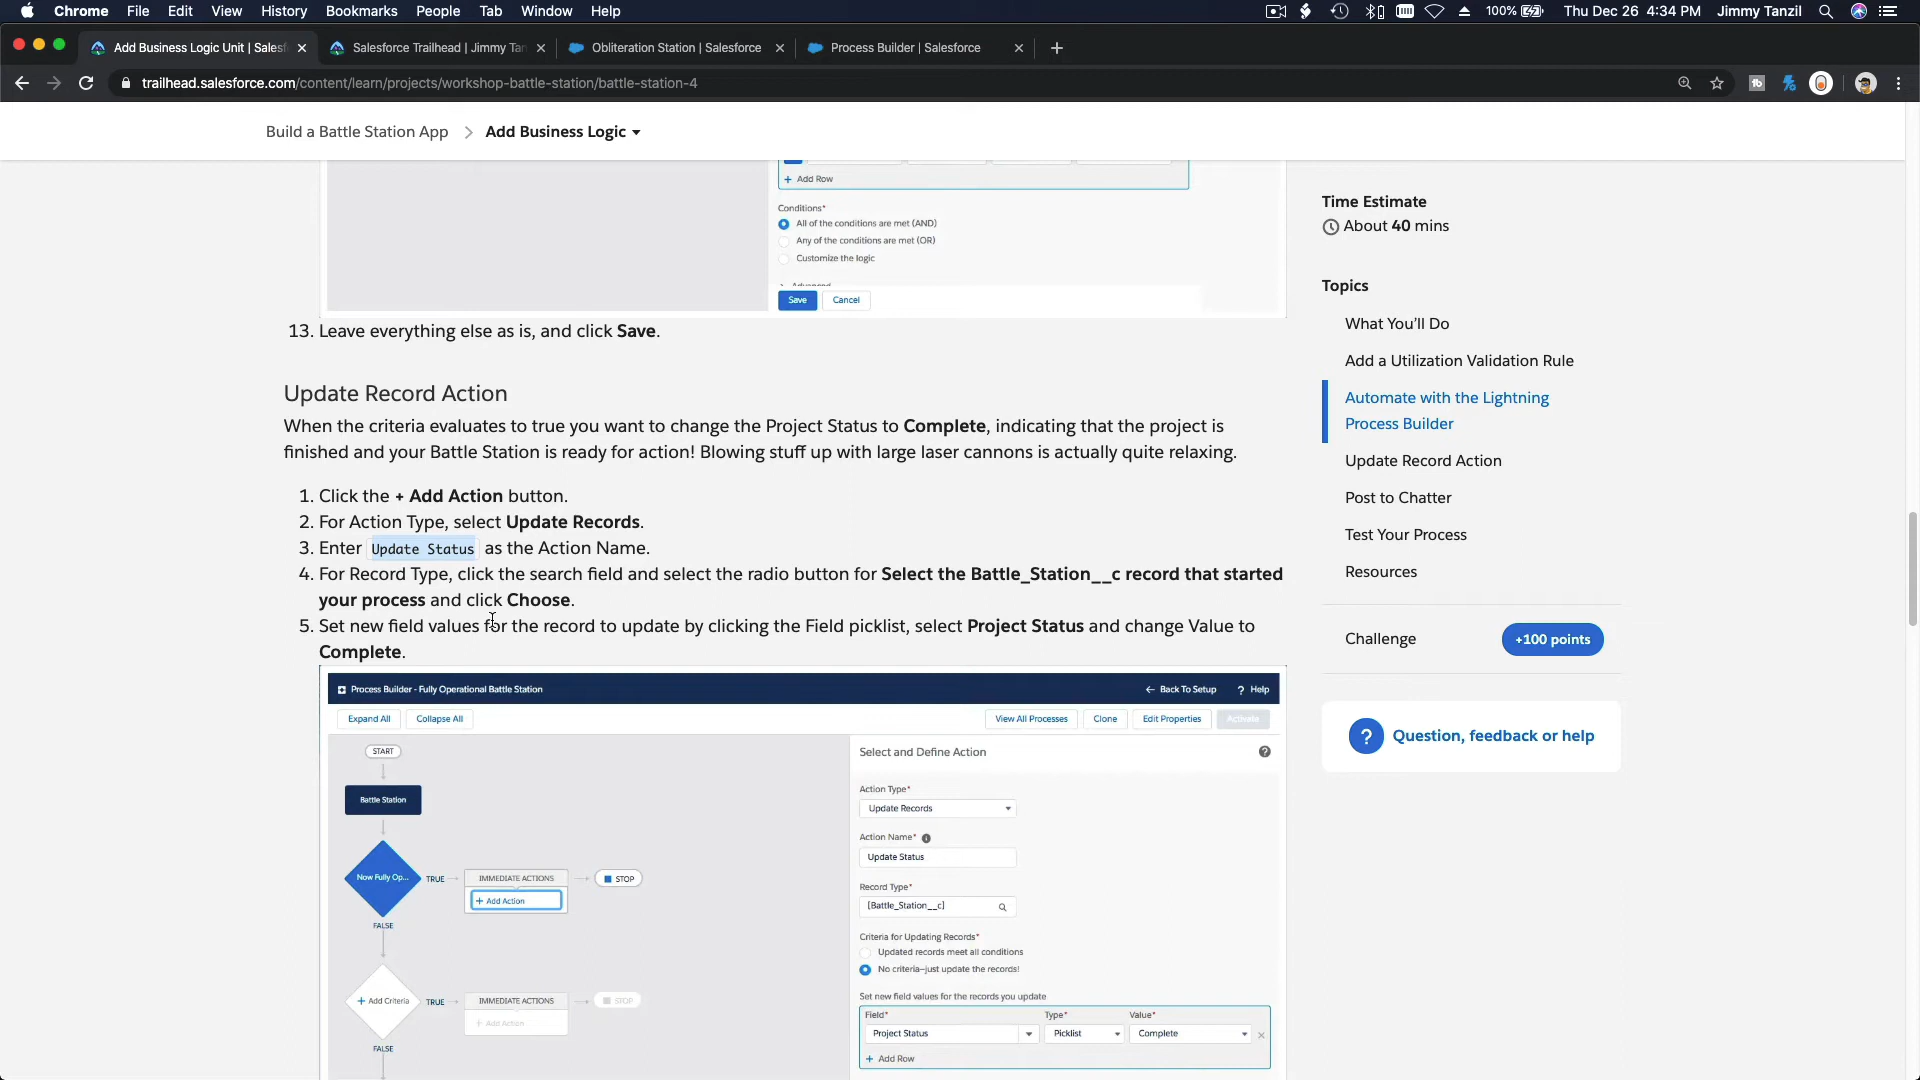 Chrome File Edit View History Bookmarks People Tab Window Help 100% Thu Dec 26 4:34 PM Jimmy Tanzil
Add Business Logic Unit | Salesf
Salesforce Trailhead | Jimmy Tan
Obliteration Station | Salesforce
Process Builder | Salesforce
trailhead.salesforce.com/content/learn/projects/workshop-battle-station/battle-station-4
Build a Battle Station App > Add Business Logic
+ Add Row
Conditions*
All of the conditions are met (AND)
Any of the conditions are met (OR)
Customize the logic
Save Cancel
13. Leave everything else as is, and click Save.
Update Record Action
When the criteria evaluates to true you want to change the Project Status to Complete, indicating that the project is
finished and your Battle Station is ready for action! Blowing stuff up with large laser cannons is actually quite relaxing.
1. Click the + Add Action button.
2. For Action Type, select Update Records.
3. Enter Update Status as the Action Name.
4. For Record Type, click the search field and select the radio button for Select the Battle_Station__c record that started
your process and click Choose.
5. Set new field values for the record to update by clicking the Field picklist, select Project Status and change Value to
Complete.
Process Builder - Fully Operational Battle Station
Back To Setup
? Help
Expand All
Collapse All
View All Processes
Clone
Edit Properties
Activate
START
Battle Station
Now Fully Op...
TRUE
IMMEDIATE ACTIONS
+ Add Action
STOP
FALSE
+ Add Criteria
TRUE
IMMEDIATE ACTIONS
+ Add Action
STOP
FALSE
Select and Define Action
Action Type*
Update Records
Action Name*
Update Status
Record Type*
[Battle_Station__c]
Criteria for Updating Records*
Updated records meet all conditions
No criteria—just update the records!
Set new field values for the records you update
Field* Type* Value*
Project Status Picklist Complete
+ Add Row
Time Estimate
About 40 mins
Topics
What You'll Do
Add a Utilization Validation Rule
Automate with the Lightning
Process Builder
Update Record Action
Post to Chatter
Test Your Process
Resources
Challenge +100 points
? Question, feedback or help